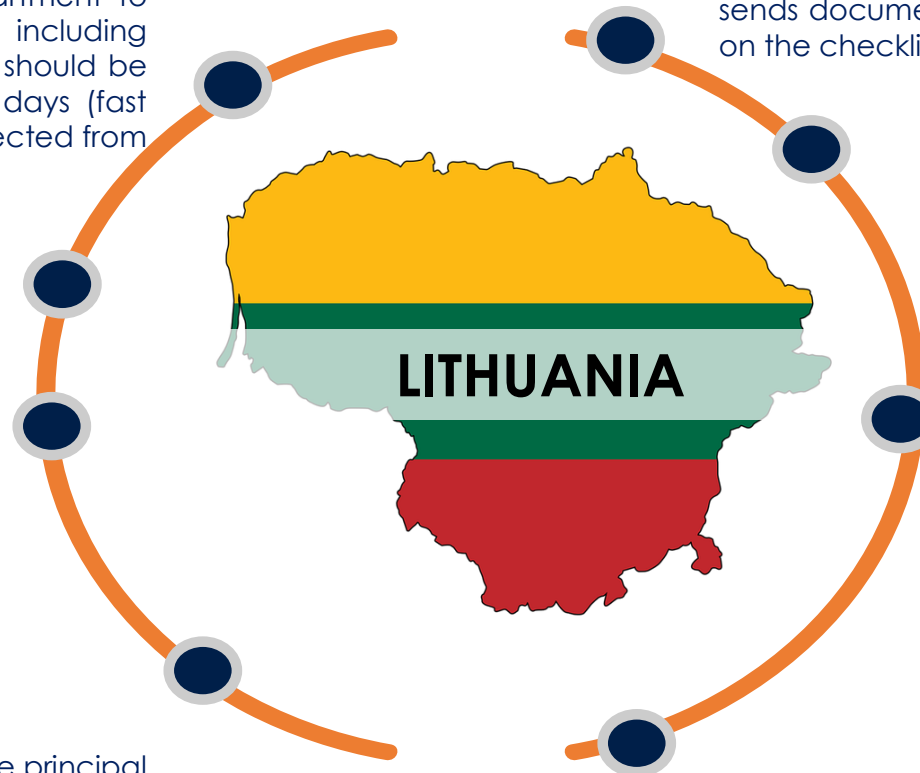 including
should be
days (fast
ected from
sends docume
on the checkli
LITHUANIA
e principal